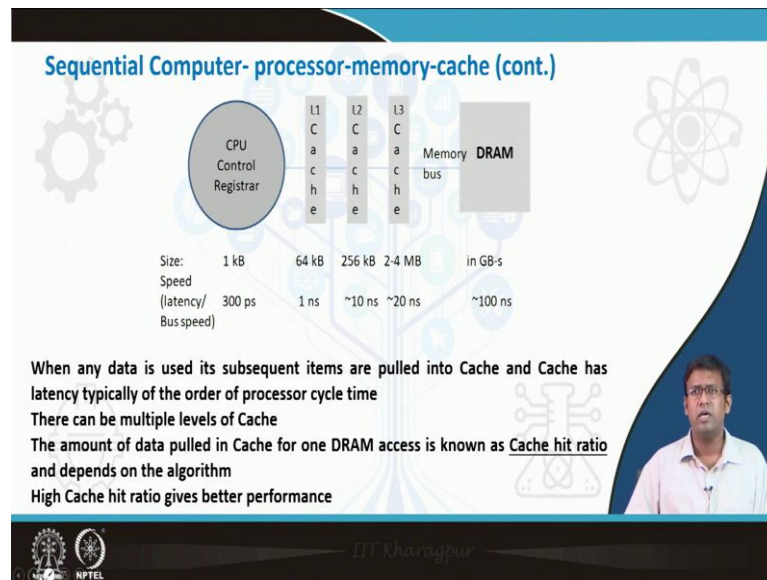 Sequential Computer- processor-memory-cache (cont.)
CPU
Control
Registrar
L1
C
a
c
h
e
L2
C
a
c
h
e
L3
C
a
c
h
e
Memory
bus
DRAM
Size: 1 kB 64 kB 256 kB 2-4 MB in GB-s
Speed
(latency/ 300 ps 1 ns ~10 ns ~20 ns ~100 ns
Bus speed)
When any data is used its subsequent items are pulled into Cache and Cache has
latency typically of the order of processor cycle time
There can be multiple levels of Cache
The amount of data pulled in Cache for one DRAM access is known as Cache hit ratio
and depends on the algorithm
High Cache hit ratio gives better performance
IIT Kharagpur
NPTEL